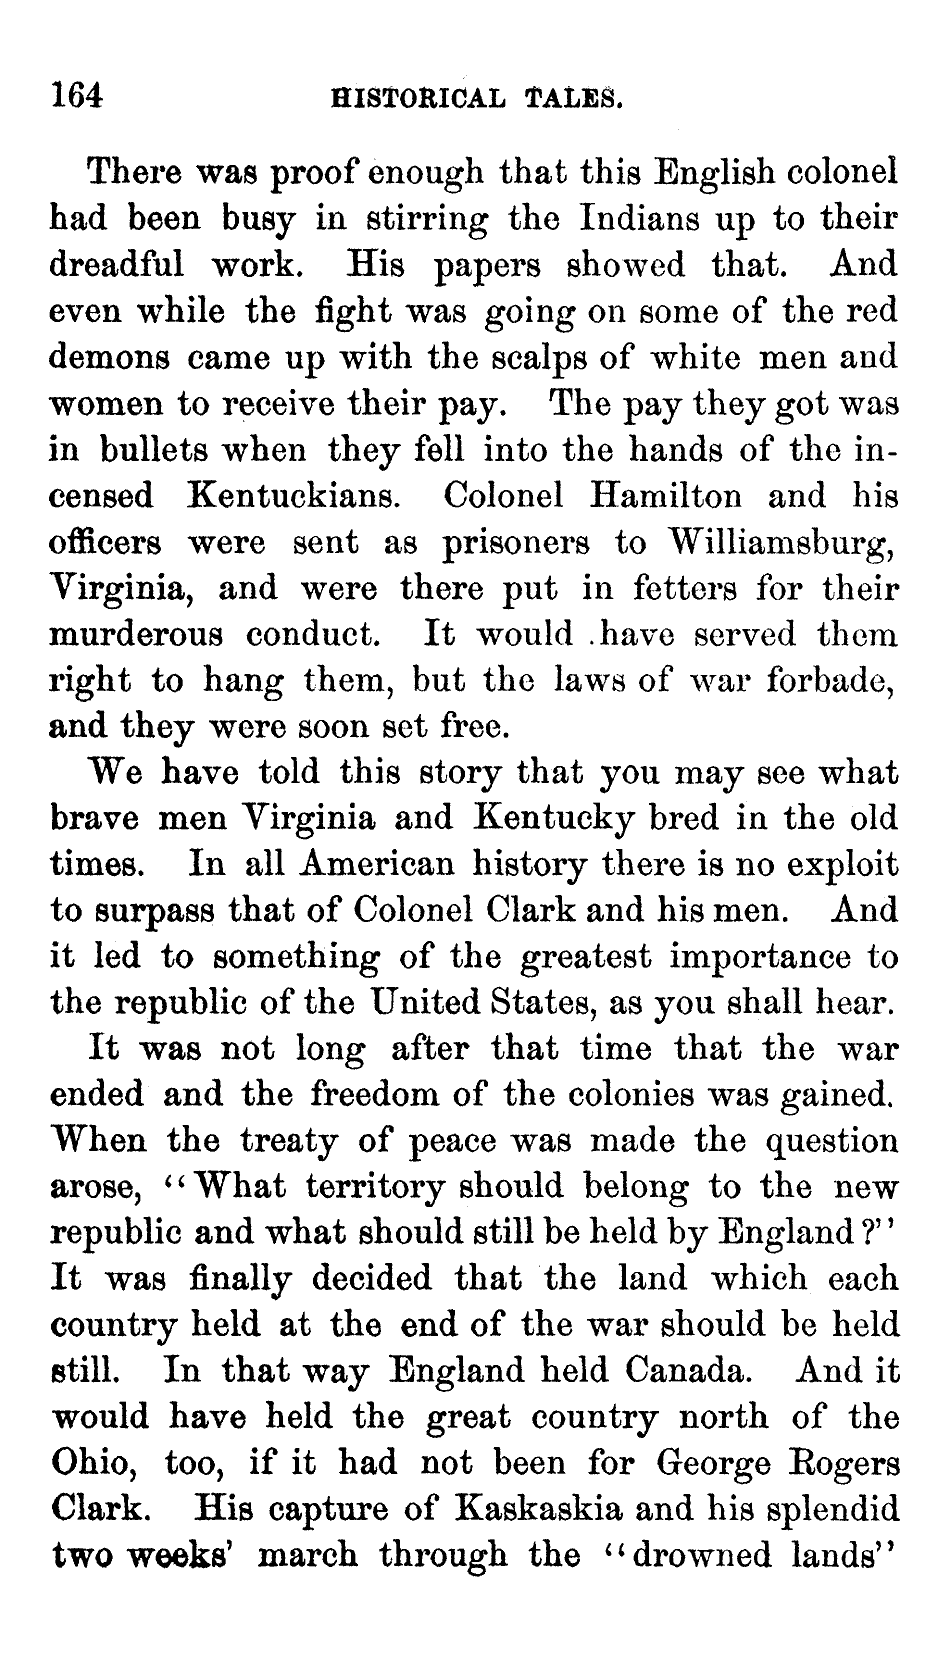 164 HISTORICAL TALES.
There was proof enough that this English colonel
had been busy in stirring the Indians up to their
dreadful work. His papers showed that. And
even while the fight was going on some of the red
demons came up with the scalps of white men and
women to receive their pay. The pay they got was
in bullets when they fell into the hands of the in-
censed Kentuckians. Colonel Hamilton and his
officers were sent as prisoners to Williamsburg,
Virginia, and were there put in fetters for their
murderous conduct. It would .have served them
right to hang them, but the laws of war forbade,
and they were soon set free.
We have told this story that you may see what
brave men Virginia and Kentucky bred in the old
times. In all American history there is no exploit
to surpass that of Colonel Clark and his men. And
it led to something of the greatest importance to
the republic of the United States, as you shall hear.
It was not long after that time that the war
ended and the freedom of the colonies was gained.
When the treaty of peace was made the question
arose, "What territory should belong to the new
republic and what should still be held by England?"
It was finally decided that the land which each
country held at the end of the war should be held
still. In that way England held Canada. And it
would have held the great country north of the
Ohio, too, if it had not been for George Rogers
Clark. His capture of Kaskaskia and his splendid
two weeks' march through the "drowned lands"